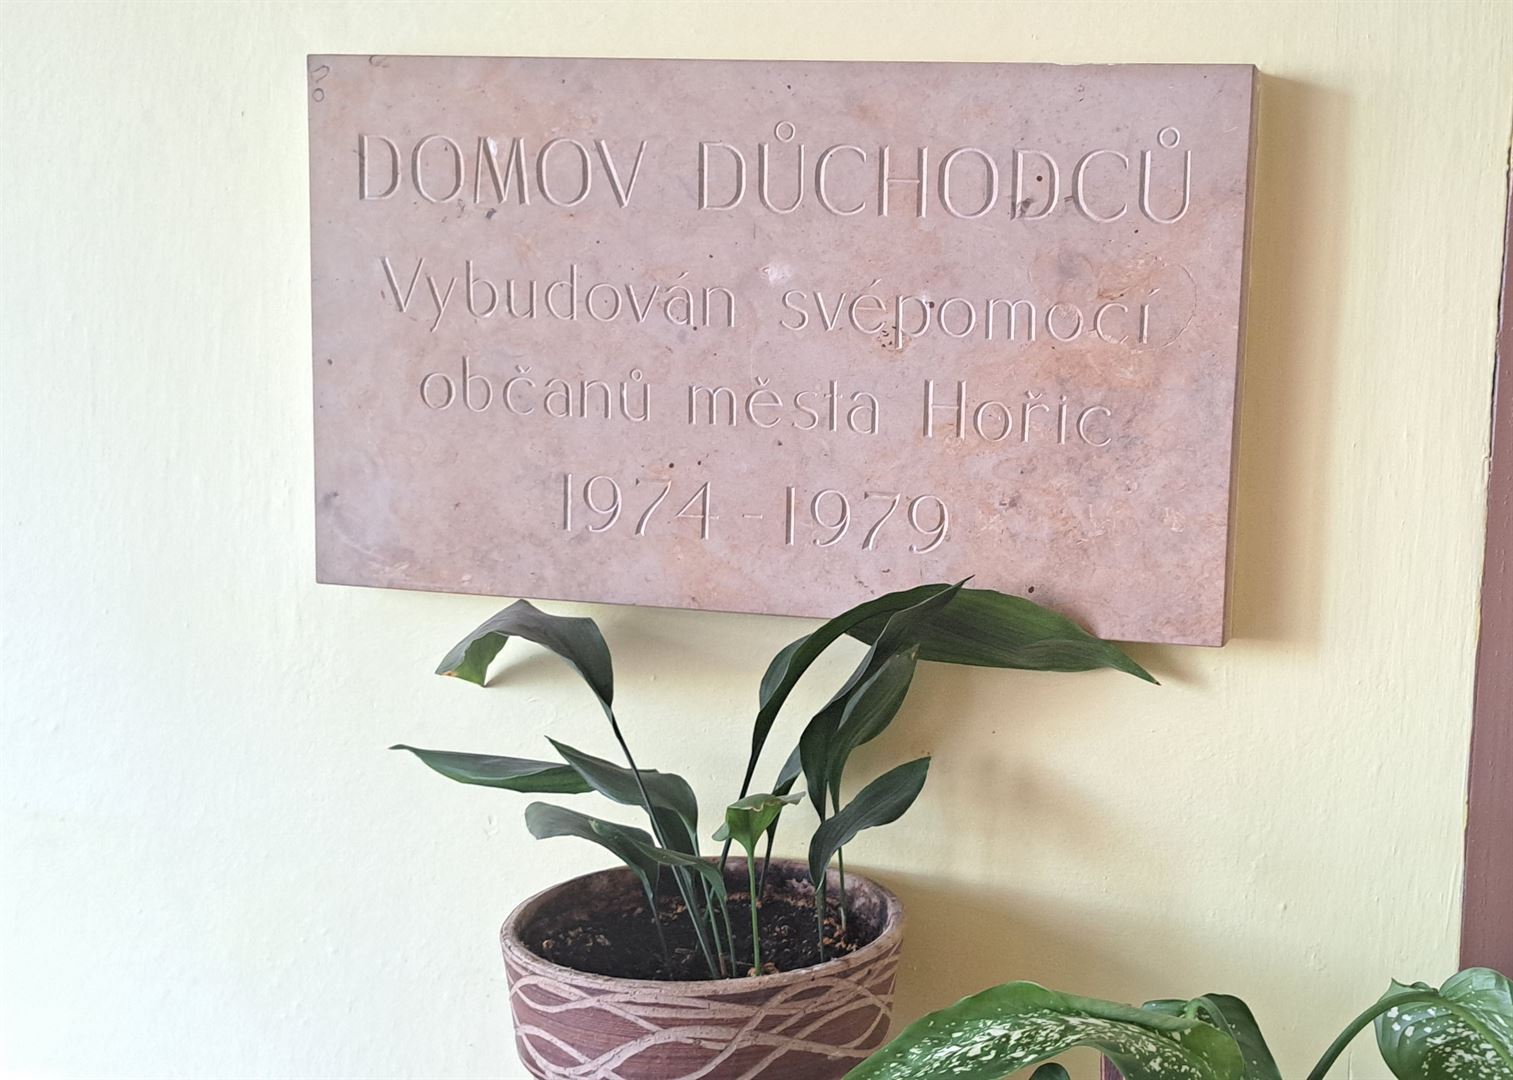 DOMOV DŮCHODCŮ
Vybudován svépomocí
občanů města Hořic
1974 - 1979